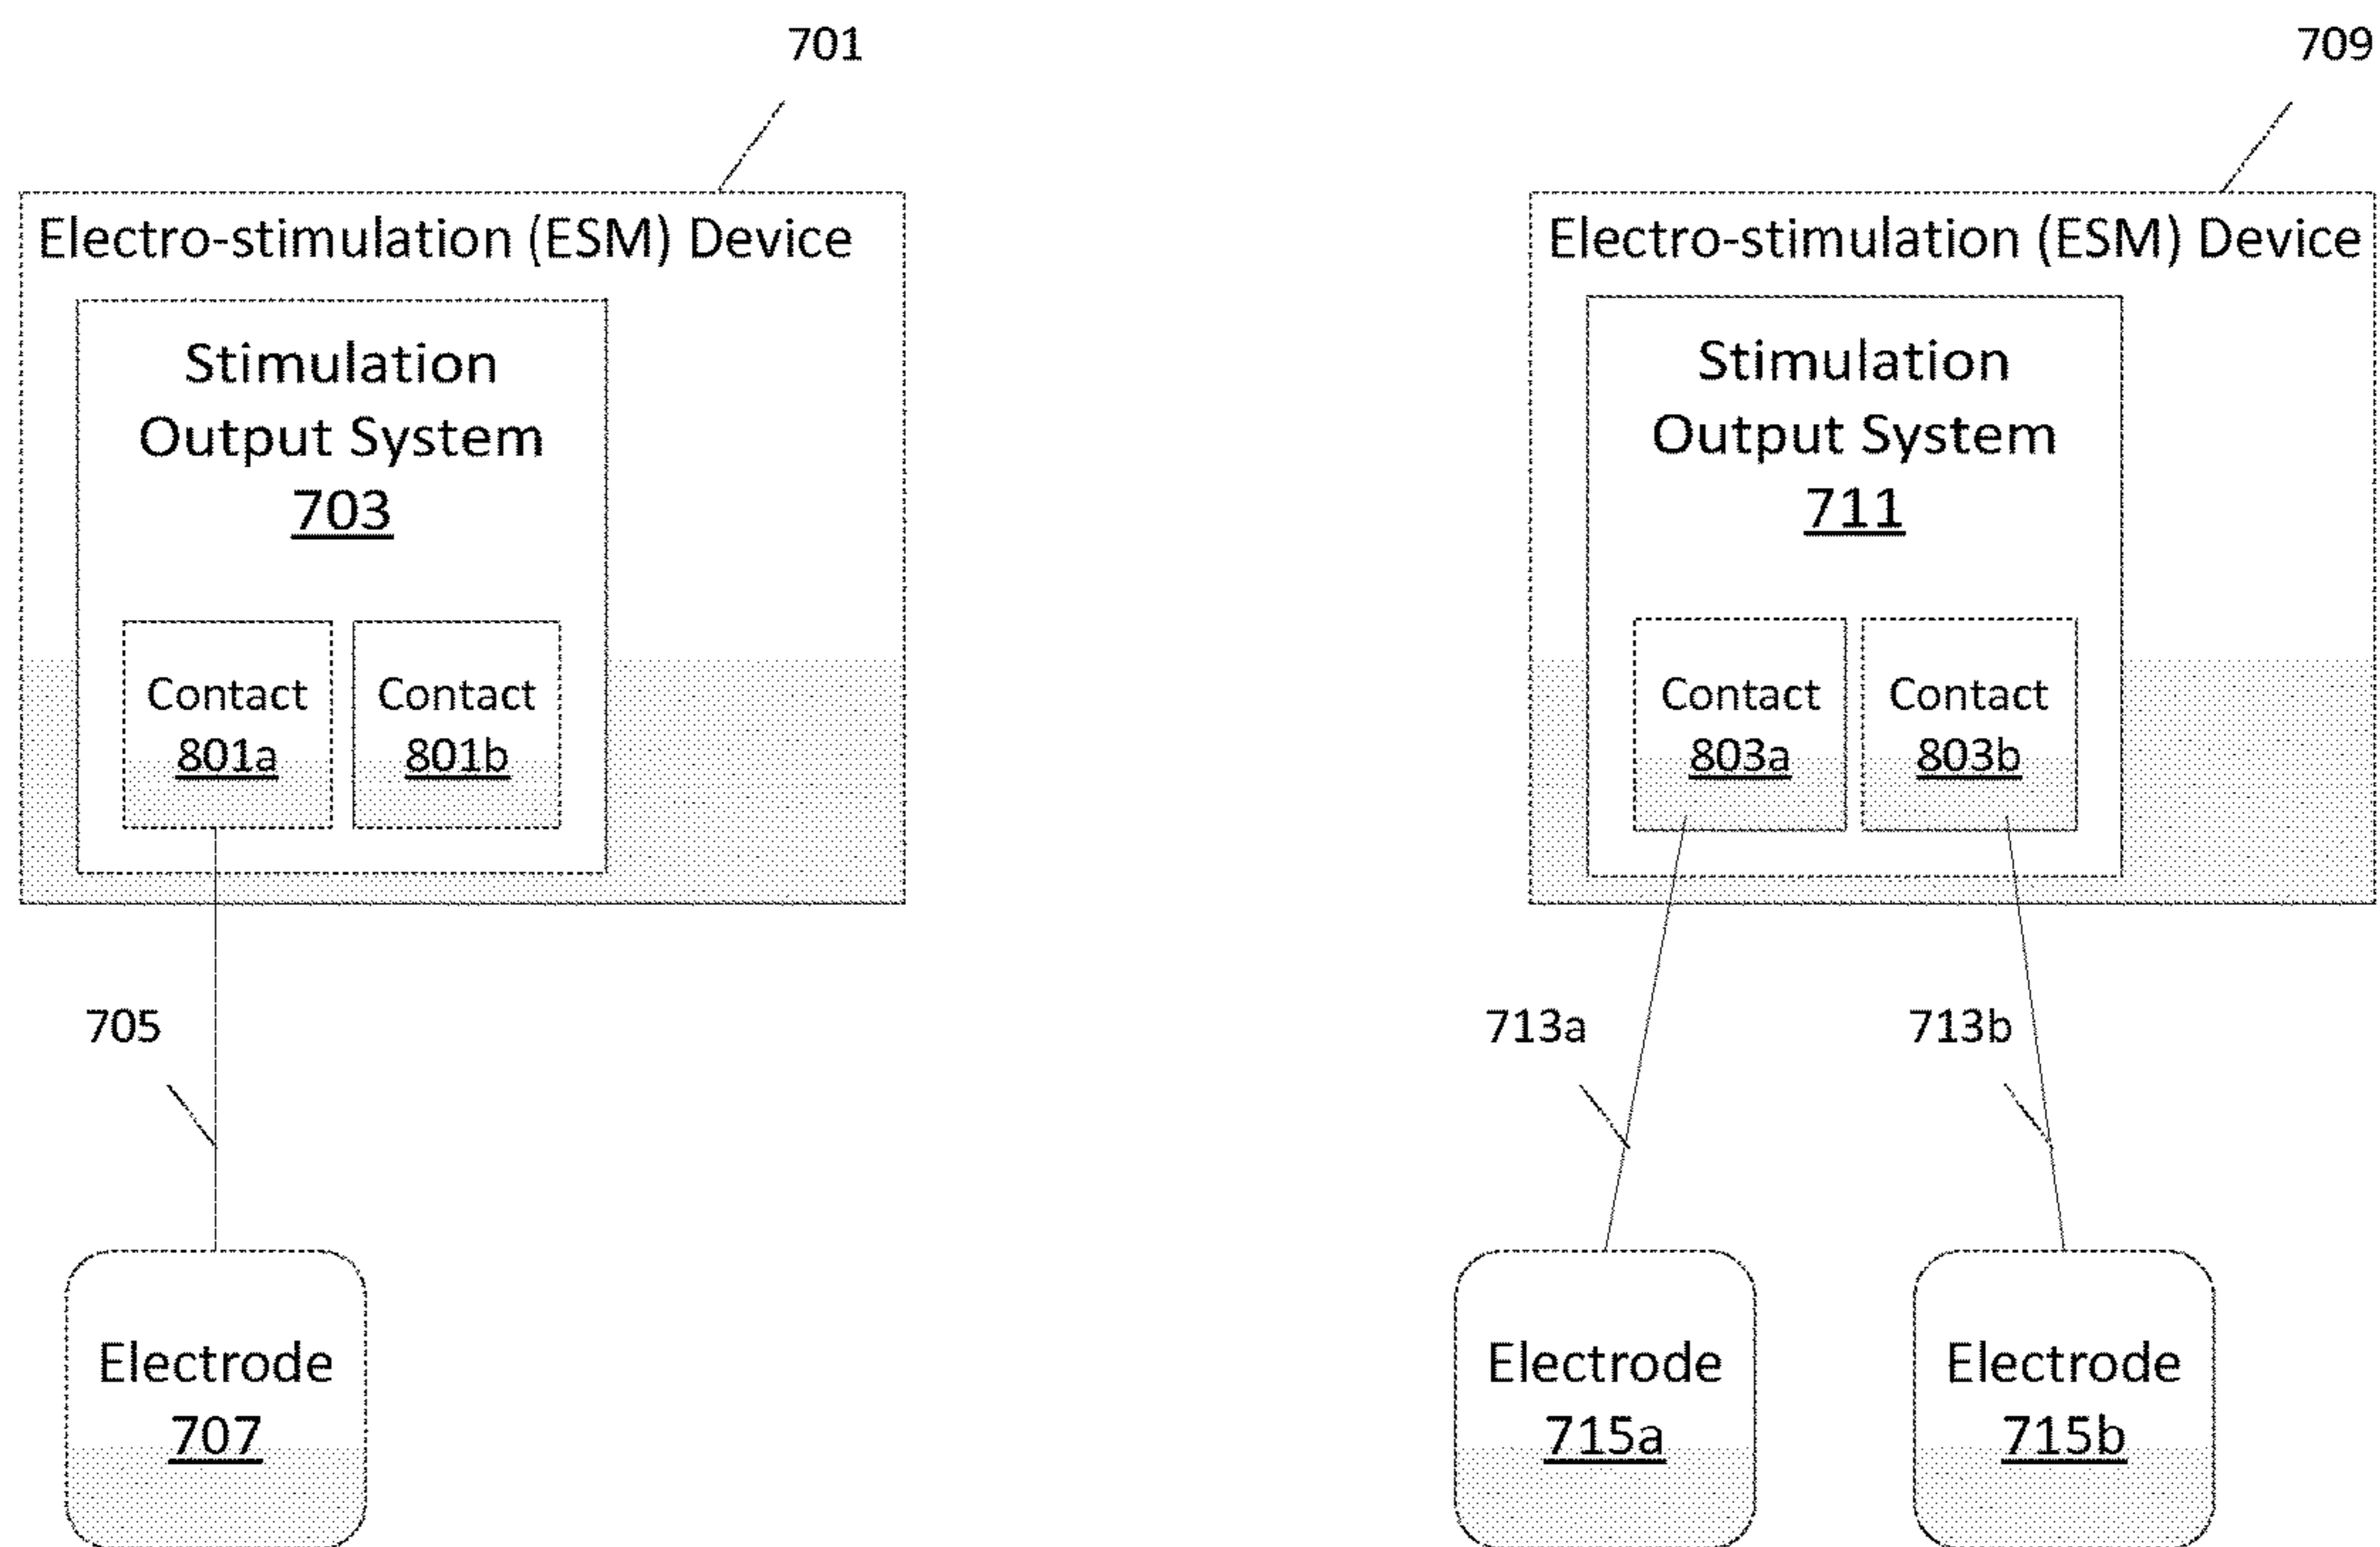 701
Electro-stimulation (ESM) Device
Stimulation
Output System
703
Contact
801a
Contact
801b
705
Electrode
707
709
Electro-stimulation (ESM) Device
Stimulation
Output System
711
Contact
803a
Contact
803b
713a
713b
Electrode
715a
Electrode
715b